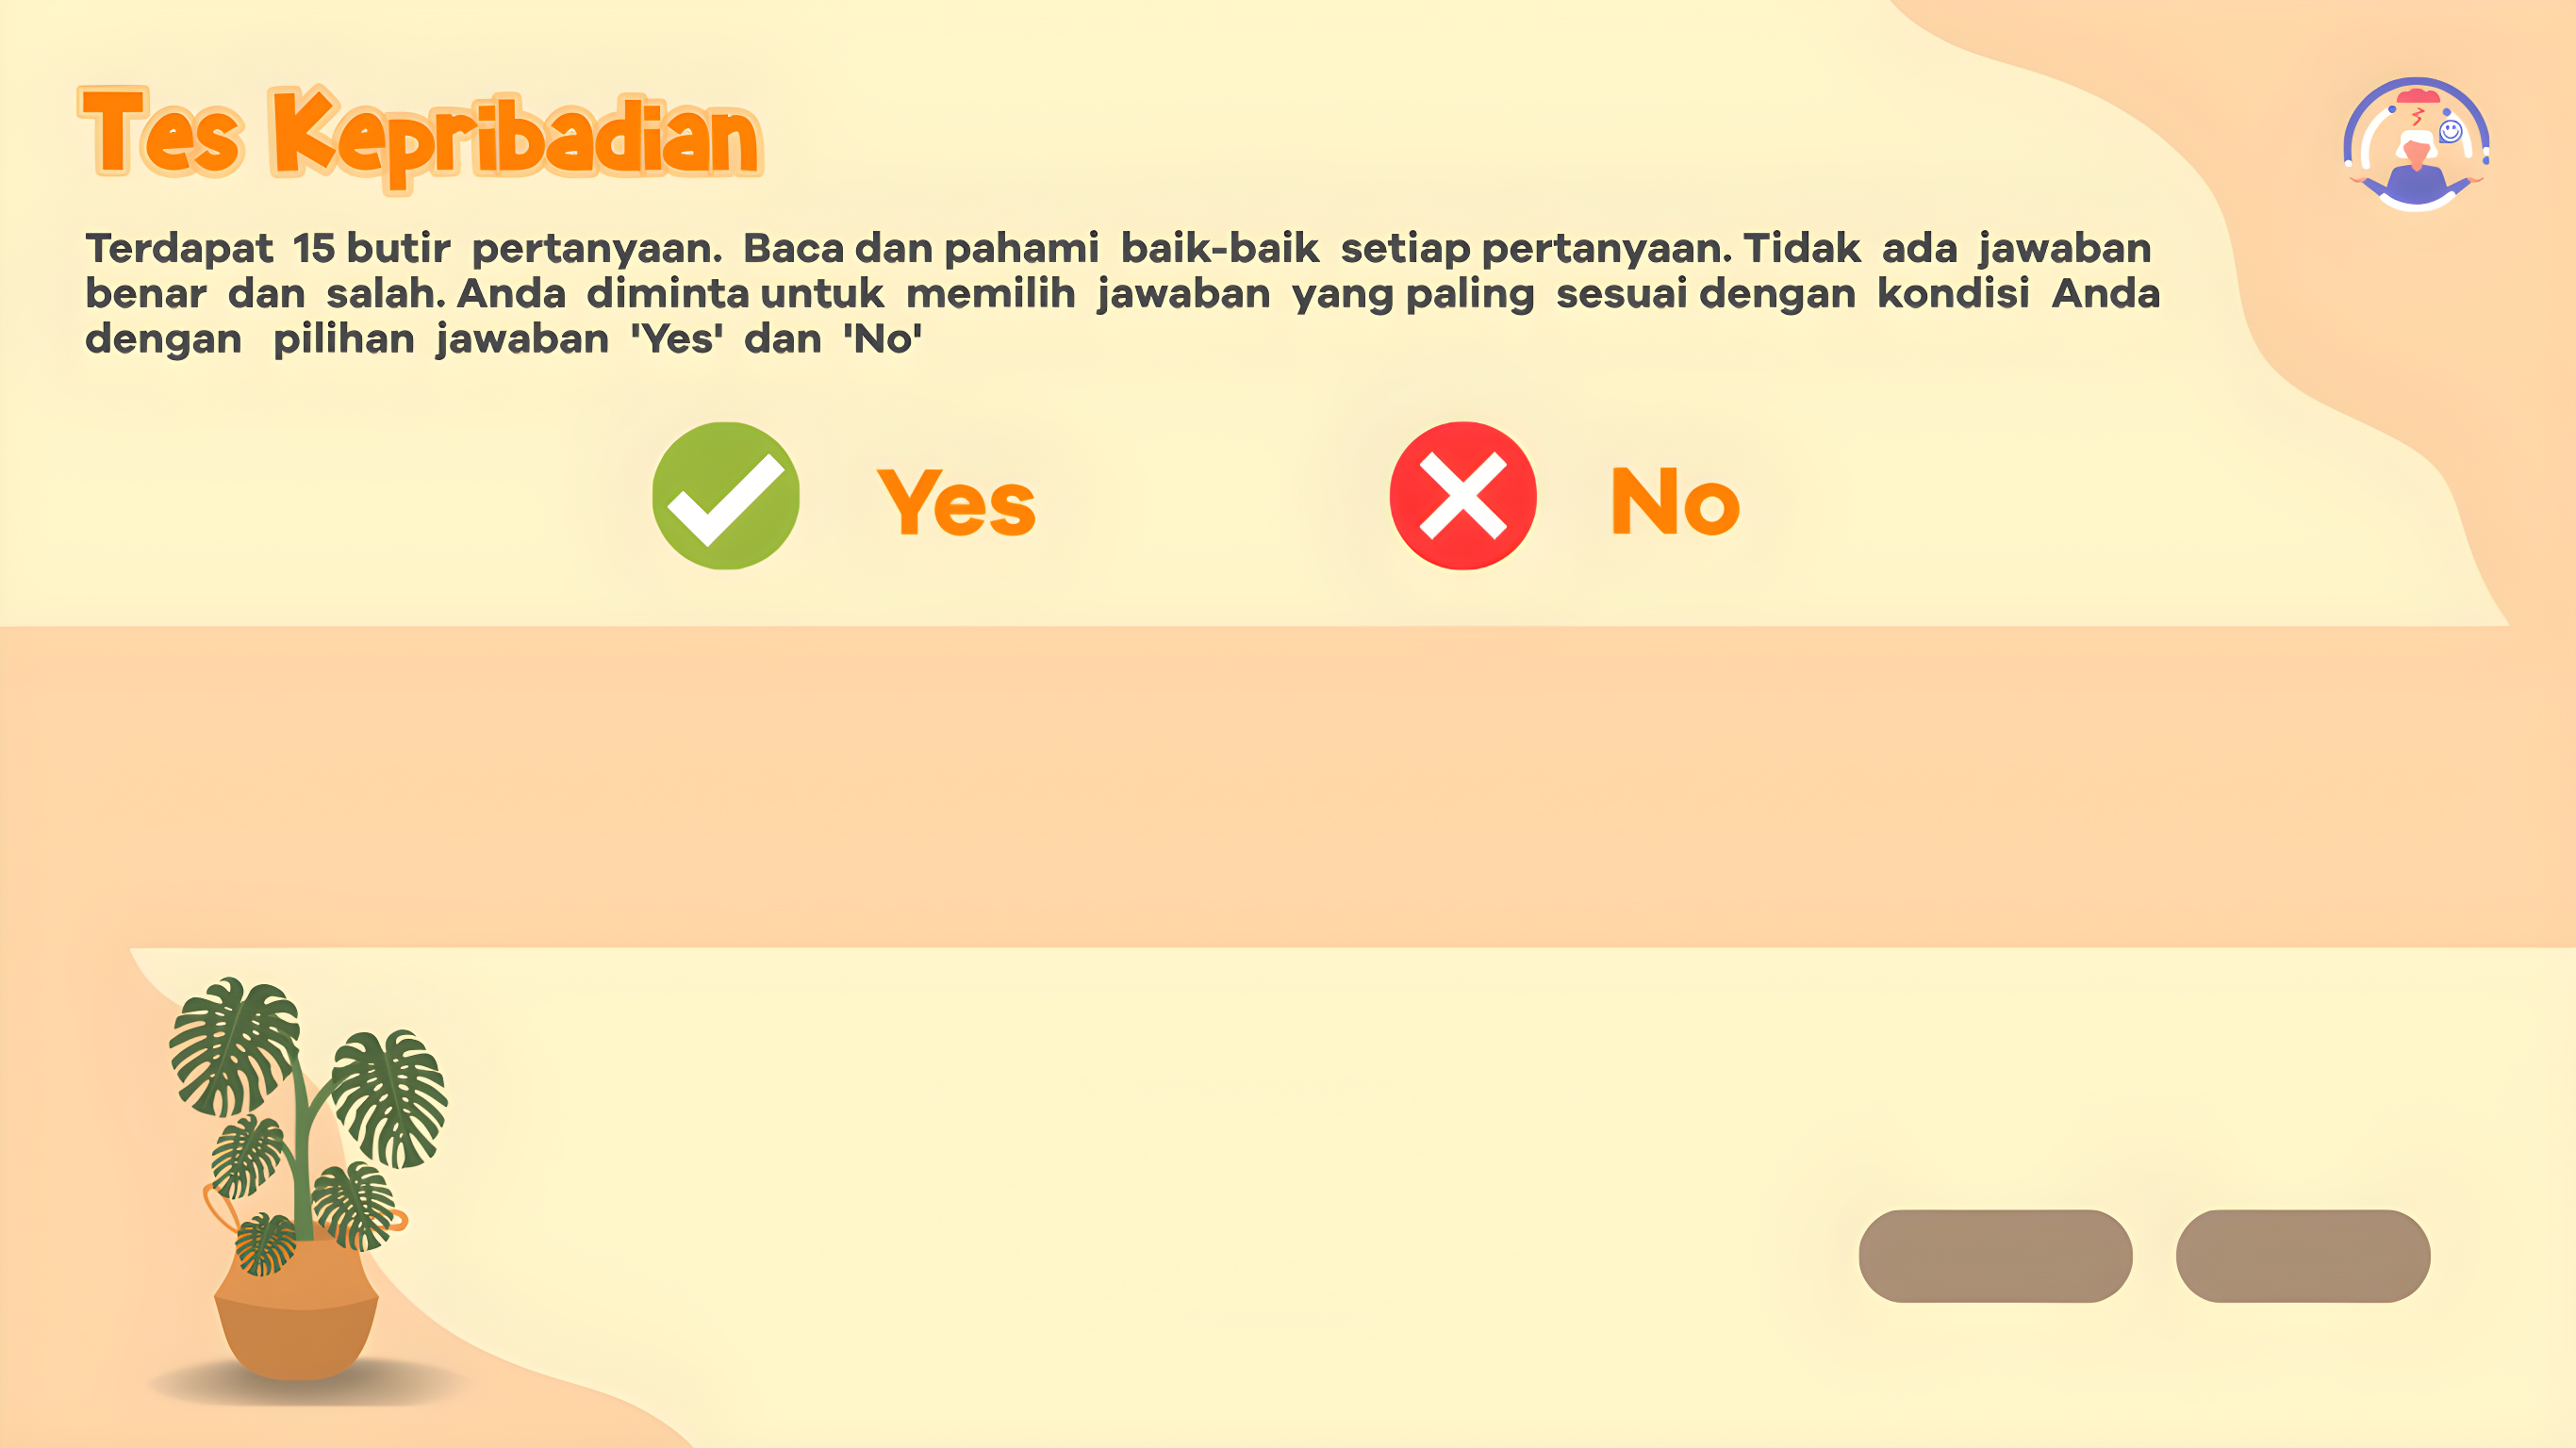 Tes Kepribadian
Terdapat 15 butir pertanyaan. Baca dan pahami baik-baik setiap pertanyaan. Tidak ada jawaban
benar dan salah. Anda diminta untuk memilih jawaban yang paling sesuai dengan kondisi Anda
dengan pilihan jawaban 'Yes' dan 'No'
Yes
No